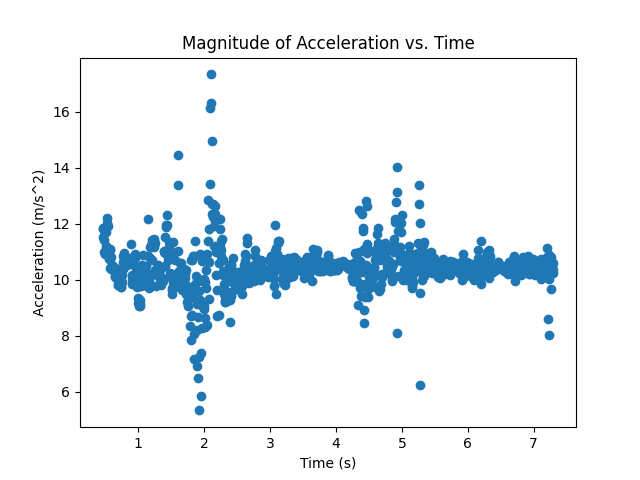 Magnitude of Acceleration vs. Time
Acceleration (m/s^2)
16
14
12
10
8
6
1 2 3 4 5 6 7
Time (s)